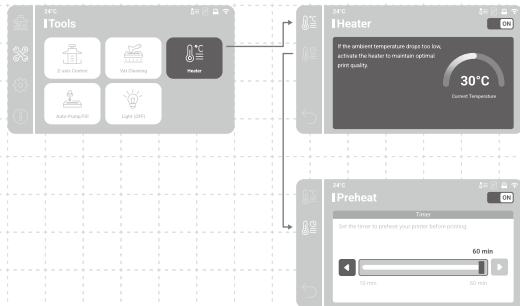 24°C
Tools
Z-axis Control
Vat Cleaning
°C
Heater
Auto Pump Fill
Light (OFF)
24°C
Heater
ON
If the ambient temperature drops too low,
activate the heater to maintain optimal
print quality.
30°C
Current Temperature
24°C
Preheat
ON
Timer
Set the timer to preheat your printer before printing.
60 min
10 min
60 min